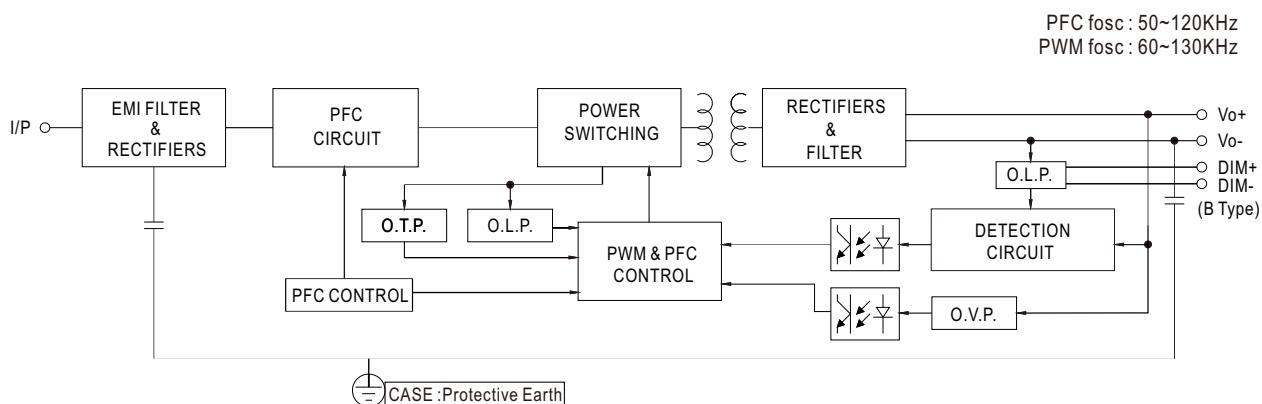 PFC fosc : 50~120KHz
PWM fosc : 60~130KHz
I/P
EMI FILTER
&
RECTIFIERS
PFC
CIRCUIT
POWER
SWITCHING
RECTIFIERS
&
FILTER
Vo+
Vo-
DIM+
DIM-
(B Type)
O.L.P.
O.T.P.
O.L.P.
PWM & PFC
CONTROL
DETECTION
CIRCUIT
PFC CONTROL
O.V.P.
CASE :Protective Earth